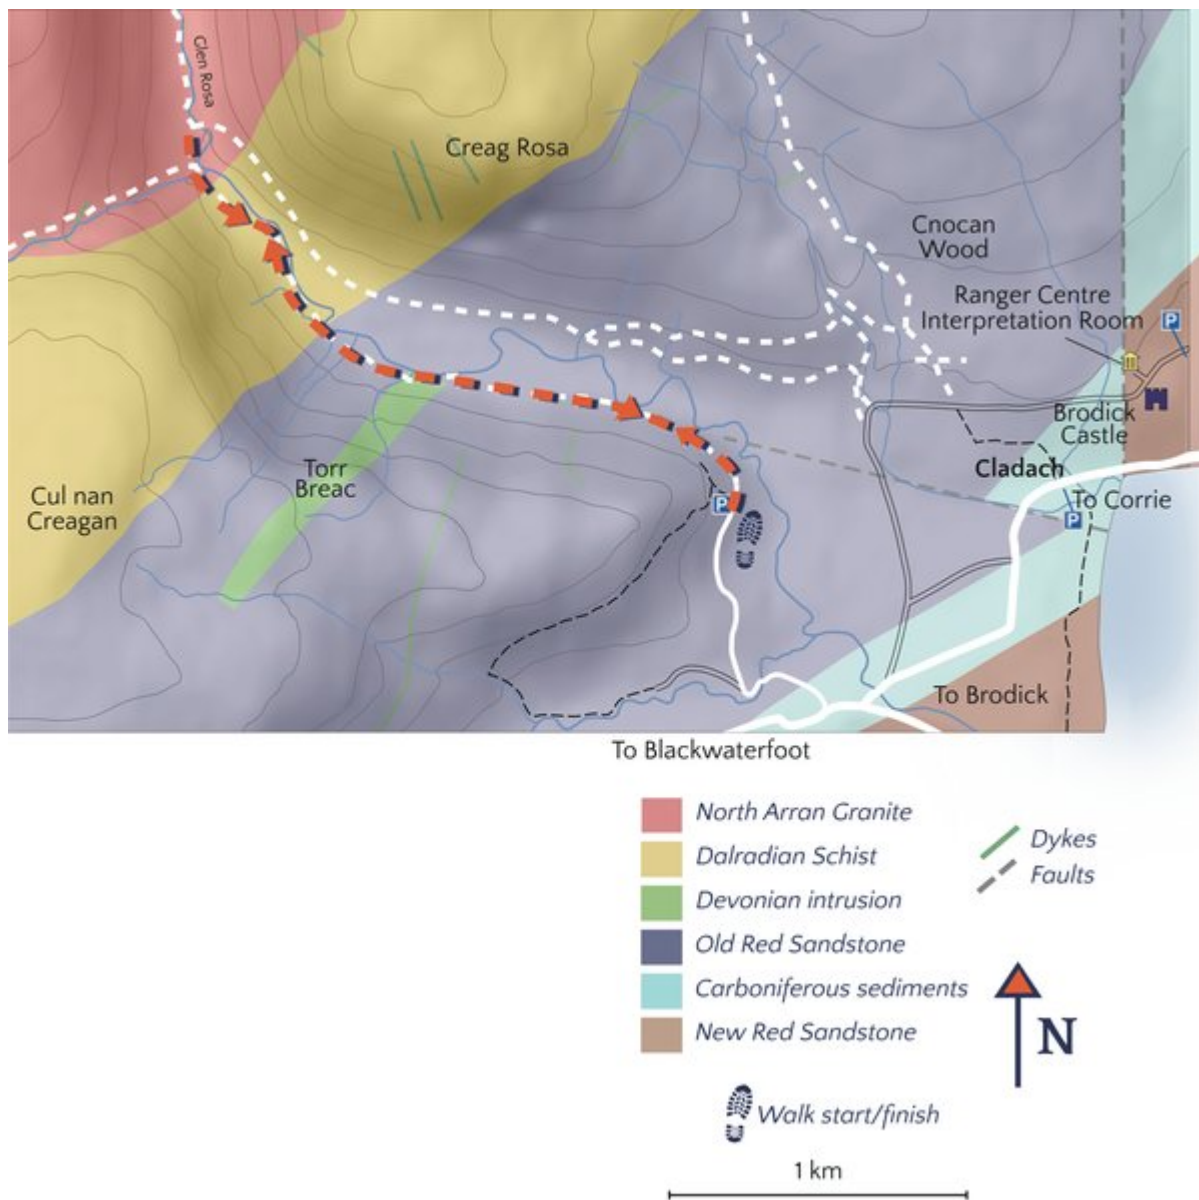 Glen Rosa
Creag Rosa
Cnocan
Wood
Ranger Centre
Interpretation Room
P
Brodick
Castle
Cladach
Torr
Breac
Cul nan
Creagan
P
To Corrie
P
To Brodick
To Blackwaterfoot
North Arran Granite
Dalradian Schist
Devonian intrusion
Old Red Sandstone
Carboniferous sediments
New Red Sandstone
Dykes
Faults
N
Walk start/finish
1 km